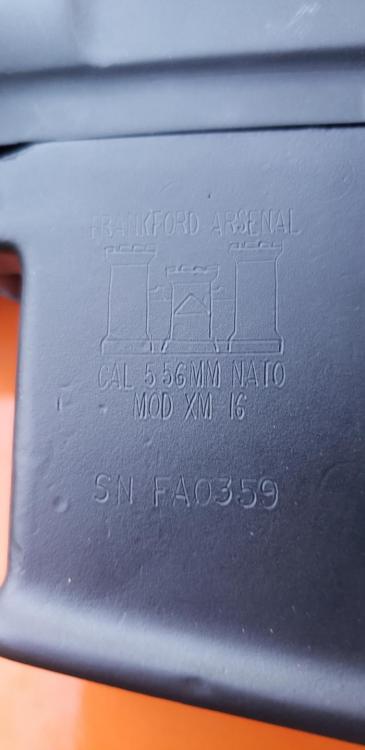 FRANKFORD ARSENAL
CAL 5.56MM NATO
MOD XM 16
SN FA0359